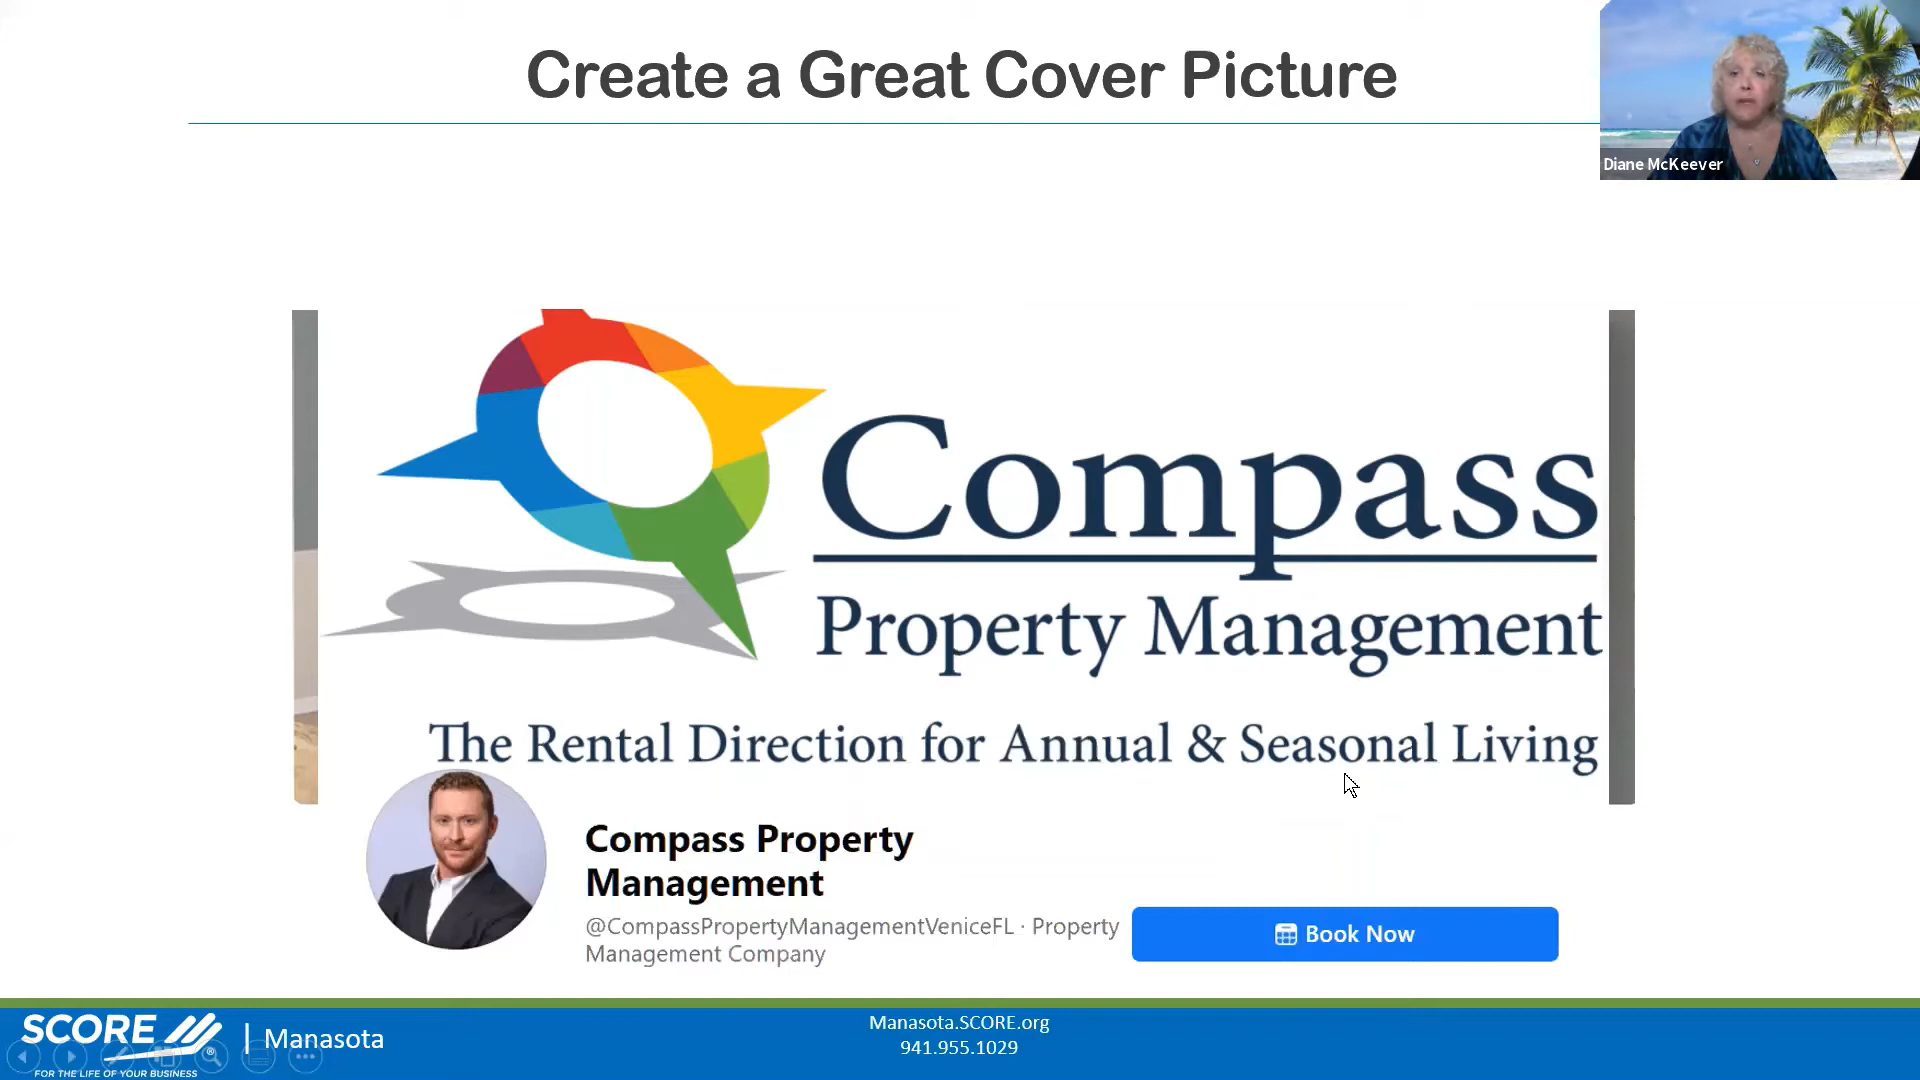 Create a Great Cover Picture
Diane McKeever
Compass
Property Management
The Rental Direction for Annual & Seasonal Living
Compass Property
Management
@CompassPropertyManagementVeniceFL · Property
Management Company
Book Now
SCORE ®
| Manasota
FOR THE LIFE OF YOUR BUSINESS
Manasota.SCORE.org
941.955.1029